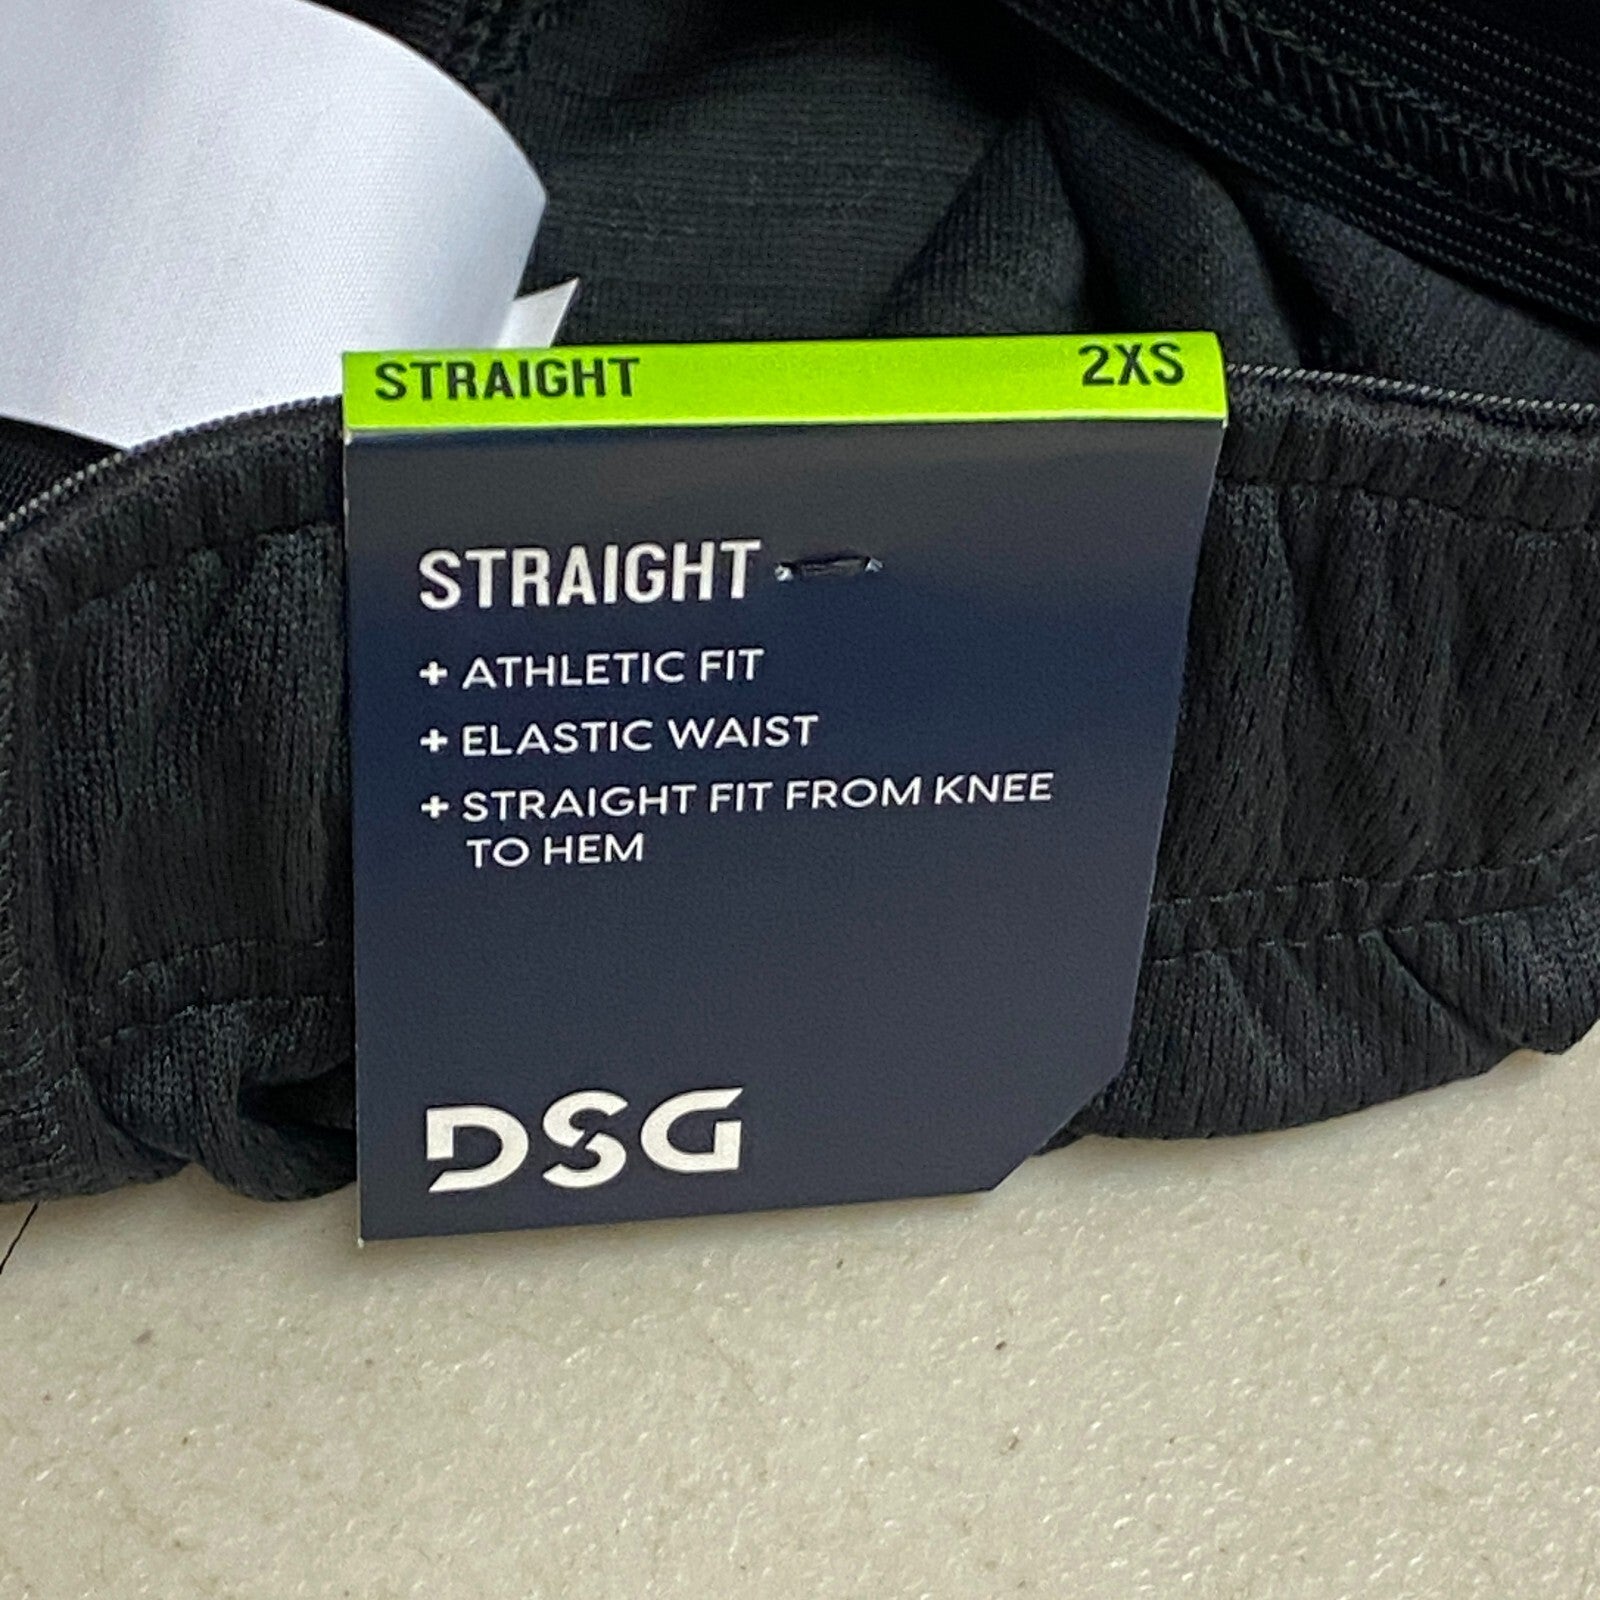 STRAIGHT 2XS
STRAIGHT
+ ATHLETIC FIT
+ ELASTIC WAIST
+ STRAIGHT FIT FROM KNEE
TO HEM
DSG